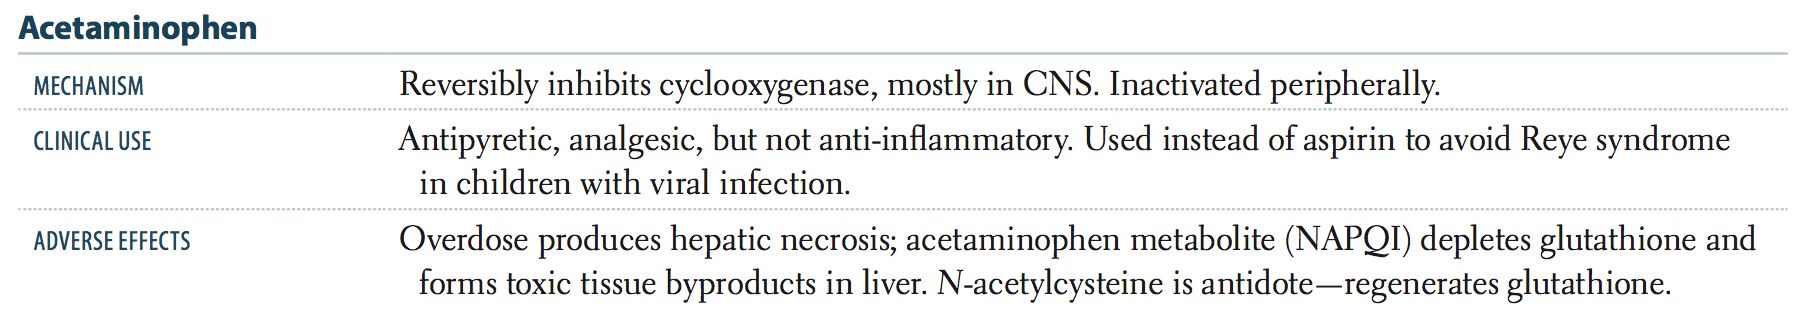 Acetaminophen
MECHANISM Reversibly inhibits cyclooxygenase, mostly in CNS. Inactivated peripherally.
CLINICAL USE Antipyretic, analgesic, but not anti-inflammatory. Used instead of aspirin to avoid Reye syndrome
in children with viral infection.
ADVERSE EFFECTS Overdose produces hepatic necrosis; acetaminophen metabolite (NAPQI) depletes glutathione and
forms toxic tissue byproducts in liver. N-acetylcysteine is antidote—regenerates glutathione.